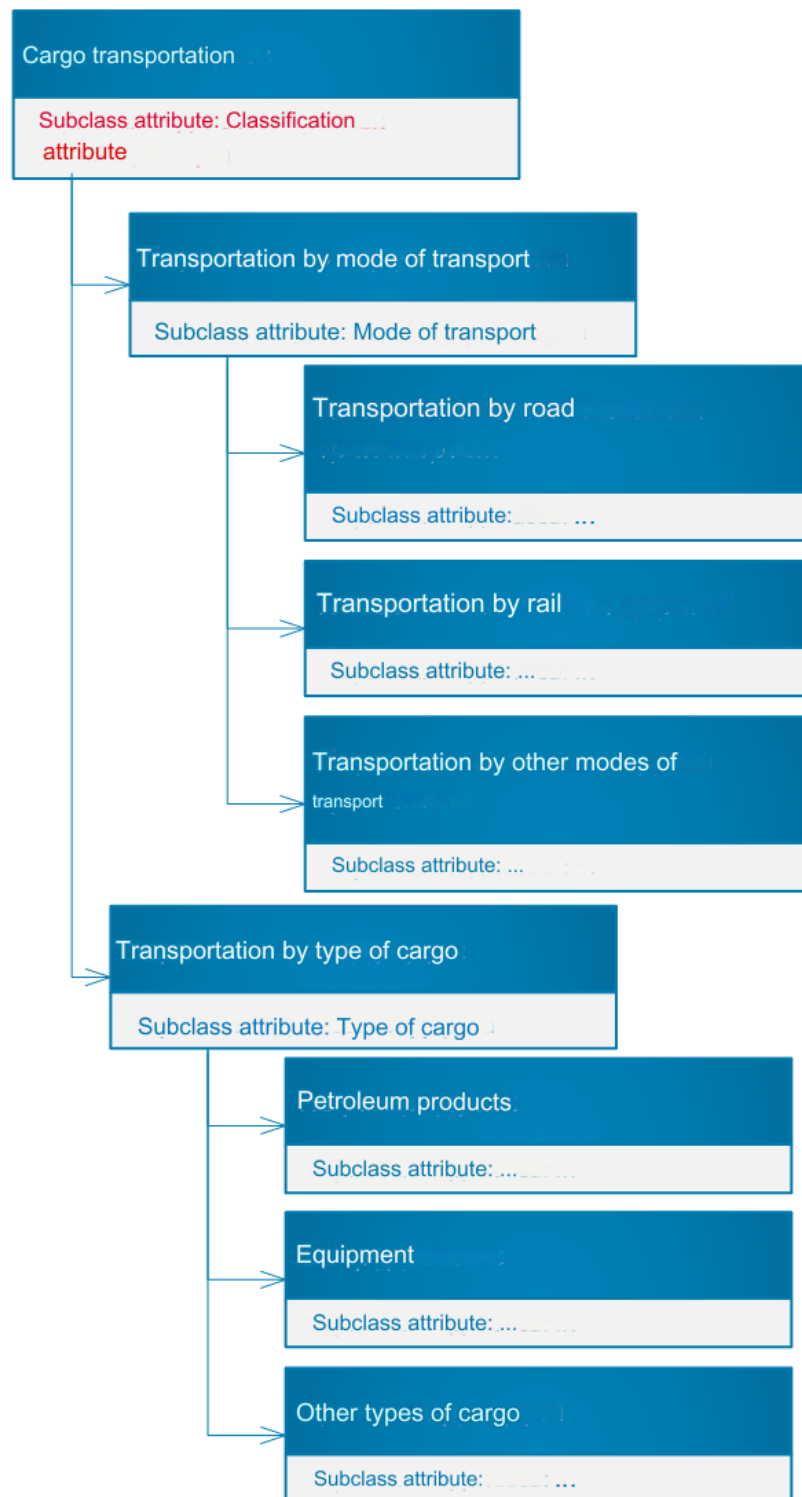 Cargo transportation
Subclass attribute: Classification
attribute
Transportation by mode of transport
Subclass attribute: Mode of transport
Transportation by road
Subclass attribute: ...
Transportation by rail
Subclass attribute: ...
Transportation by other modes of
transport
Subclass attribute: ...
Transportation by type of cargo
Subclass attribute: Type of cargo
Petroleum products
Subclass attribute: ...
Equipment
Subclass attribute: ...
Other types of cargo
Subclass attribute: ...